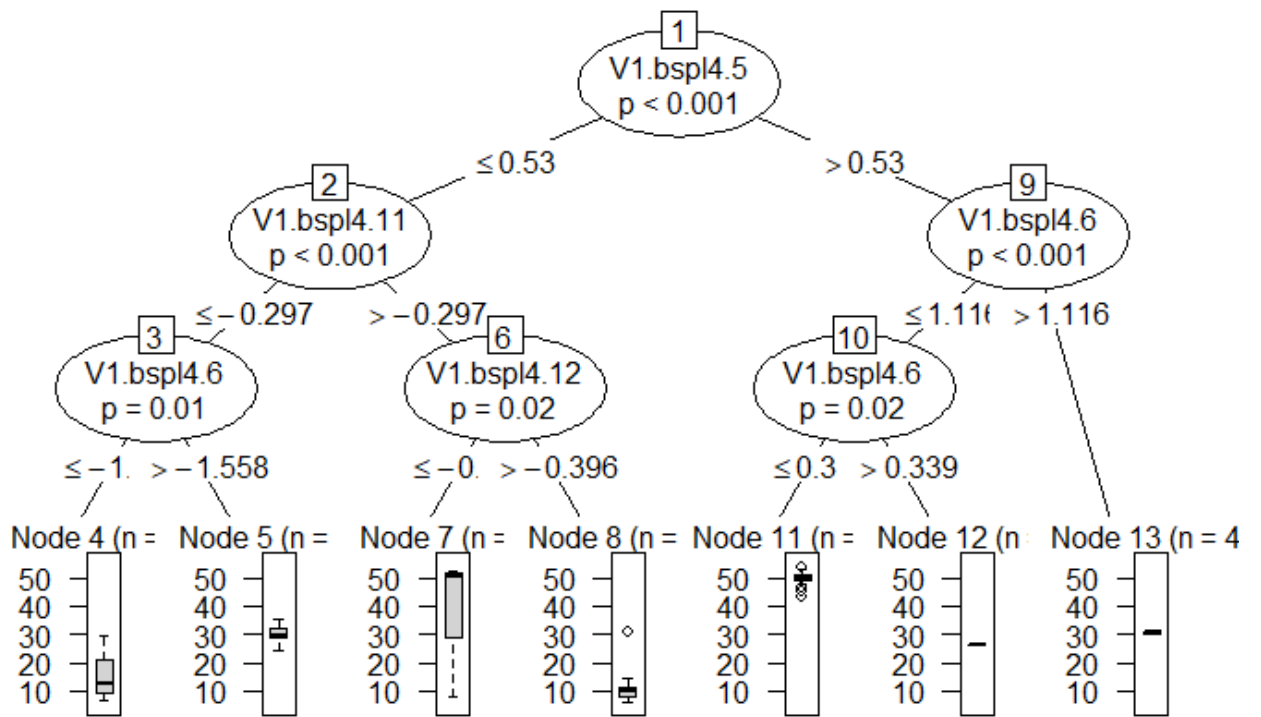 1
V1.bspl4.5
p < 0.001
≤ 0.53
> 0.53
2
V1.bspl4.11
p < 0.001
9
V1.bspl4.6
p < 0.001
≤ − 0.297
> − 0.297
≤ 1.116
> 1.116
3
V1.bspl4.6
p = 0.01
6
V1.bspl4.12
p = 0.02
10
V1.bspl4.6
p = 0.02
≤ − 1.
> − 1.558
≤ − 0.
> − 0.396
≤ 0.3
> 0.339
Node 4 (n =
Node 5 (n =
Node 7 (n =
Node 8 (n =
Node 11 (n =
Node 12 (n
Node 13 (n = 4
50 50 50 50 50 50 50
40 40 40 40 40 40 40
30 30 30 30 30 30 30
20 20 20 20 20 20 20
10 10 10 10 10 10 10